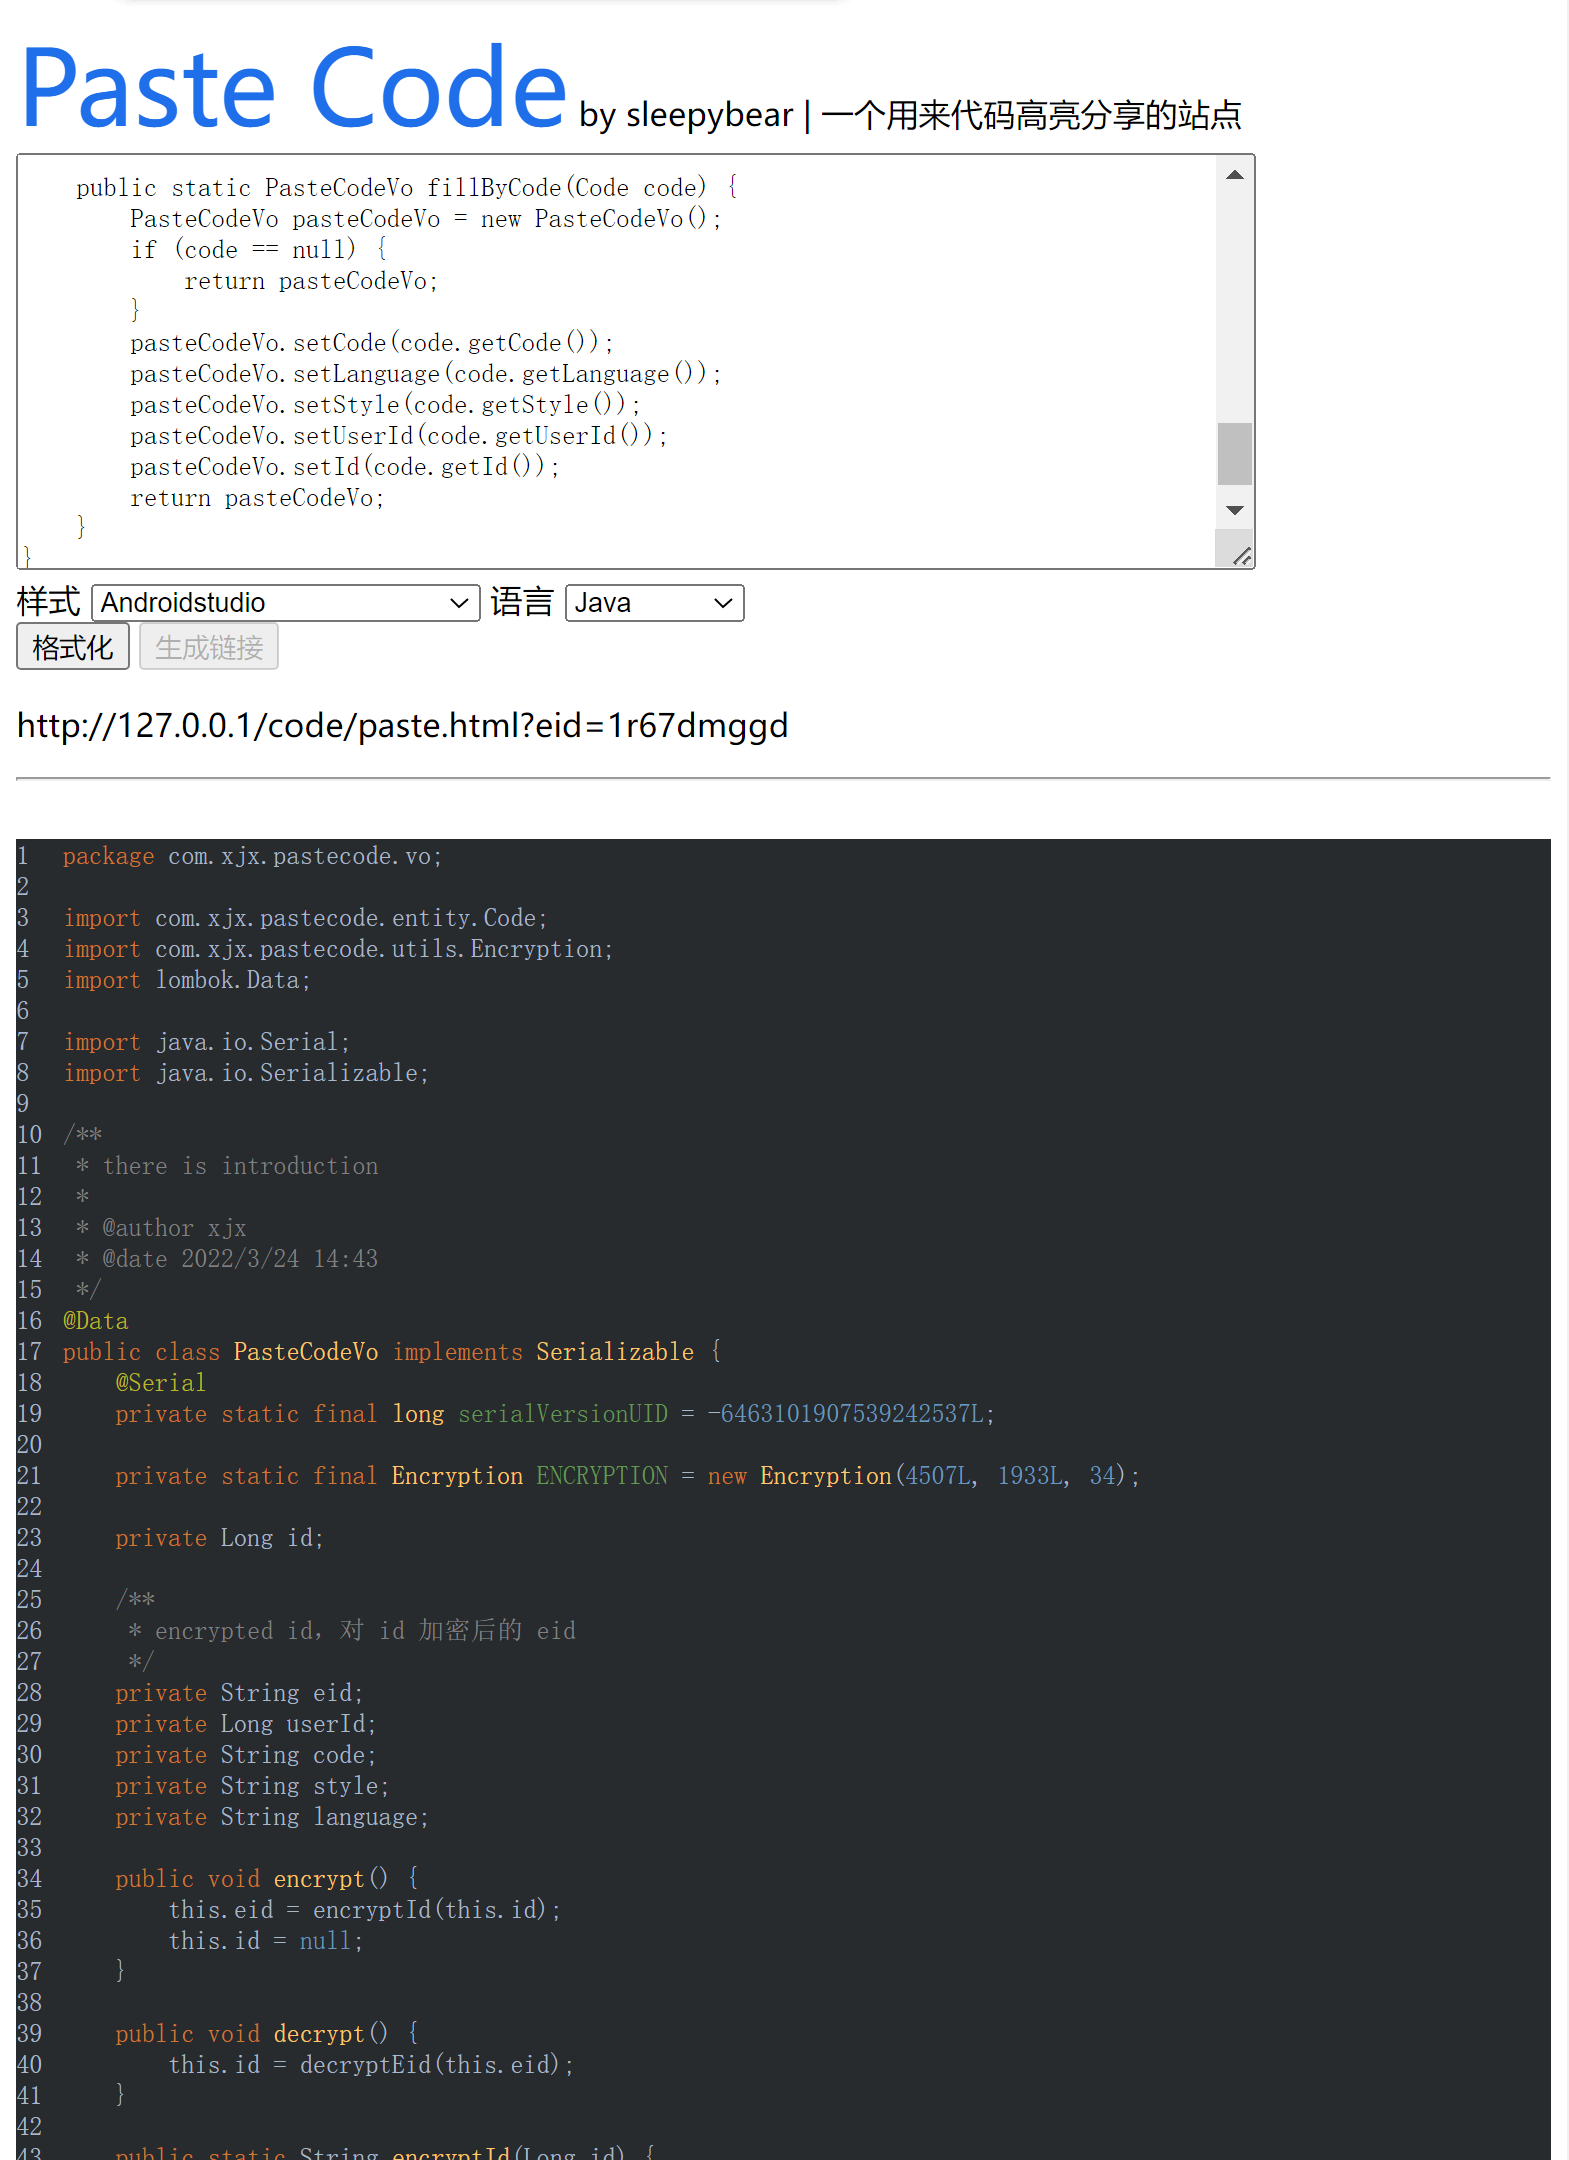 Paste Code by sleepybear | 一个用来代码高亮分享的站点
    public static PasteCodeVo fillByCode(Code code) {
        PasteCodeVo pasteCodeVo = new PasteCodeVo();
        if (code == null) {
            return pasteCodeVo;
        }
        pasteCodeVo.setCode(code.getCode());
        pasteCodeVo.setLanguage(code.getLanguage());
        pasteCodeVo.setStyle(code.getStyle());
        pasteCodeVo.setUserId(code.getUserId());
        pasteCodeVo.setId(code.getId());
        return pasteCodeVo;
    }
}
样式 Androidstudio 语言 Java
格式化 生成链接
http://127.0.0.1/code/paste.html?eid=1r67dmggd
1 package com.xjx.pastecode.vo;
2
3 import com.xjx.pastecode.entity.Code;
4 import com.xjx.pastecode.utils.Encryption;
5 import lombok.Data;
6
7 import java.io.Serial;
8 import java.io.Serializable;
9
10 /**
11  * there is introduction
12  *
13  * @author xjx
14  * @date 2022/3/24 14:43
15  */
16 @Data
17 public class PasteCodeVo implements Serializable {
18     @Serial
19     private static final long serialVersionUID = -6463101907539242537L;
20
21     private static final Encryption ENCRYPTION = new Encryption(4507L, 1933L, 34);
22
23     private Long id;
24
25     /**
26      * encrypted id，对 id 加密后的 eid
27      */
28     private String eid;
29     private Long userId;
30     private String code;
31     private String style;
32     private String language;
33
34     public void encrypt() {
35         this.eid = encryptId(this.id);
36         this.id = null;
37     }
38
39     public void decrypt() {
40         this.id = decryptEid(this.eid);
41     }
42
43     public static String encryptId(Long id) {